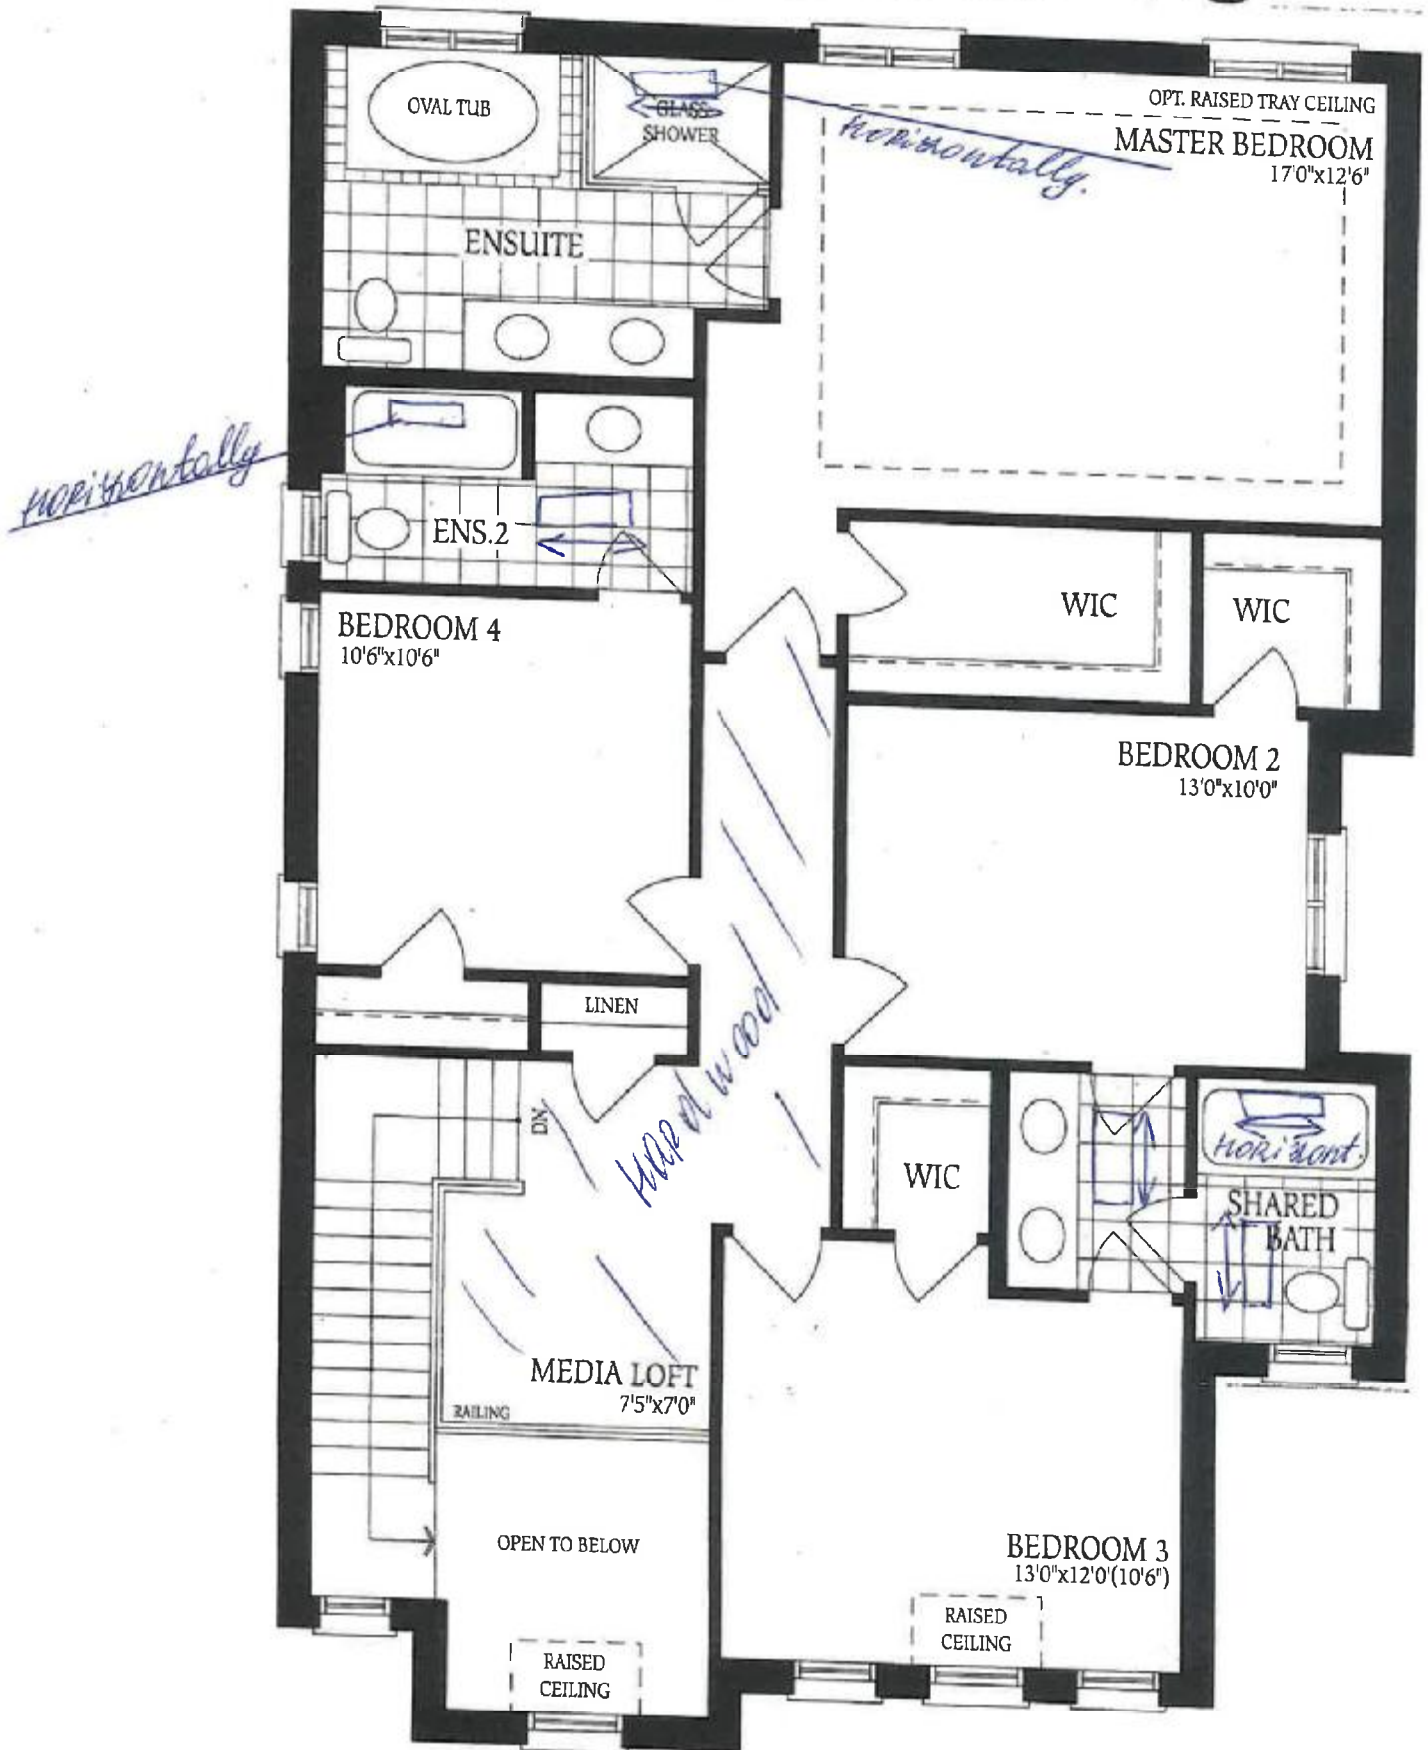 OVAL TUB
GLASS
SHOWER
OPT. RAISED TRAY CEILING
MASTER BEDROOM
17'0"x12'6"
horizontally.
ENSUITE
horizontally
ENS.2
WIC
WIC
BEDROOM 4
10'6"x10'6"
BEDROOM 2
13'0"x10'0"
LINEN
Hardwood
DN.
WIC
horizont.
SHARED
BATH
MEDIA LOFT
7'5"x7'0"
RAILING
OPEN TO BELOW
BEDROOM 3
13'0"x12'0'(10'6")
RAISED
CEILING
RAISED
CEILING